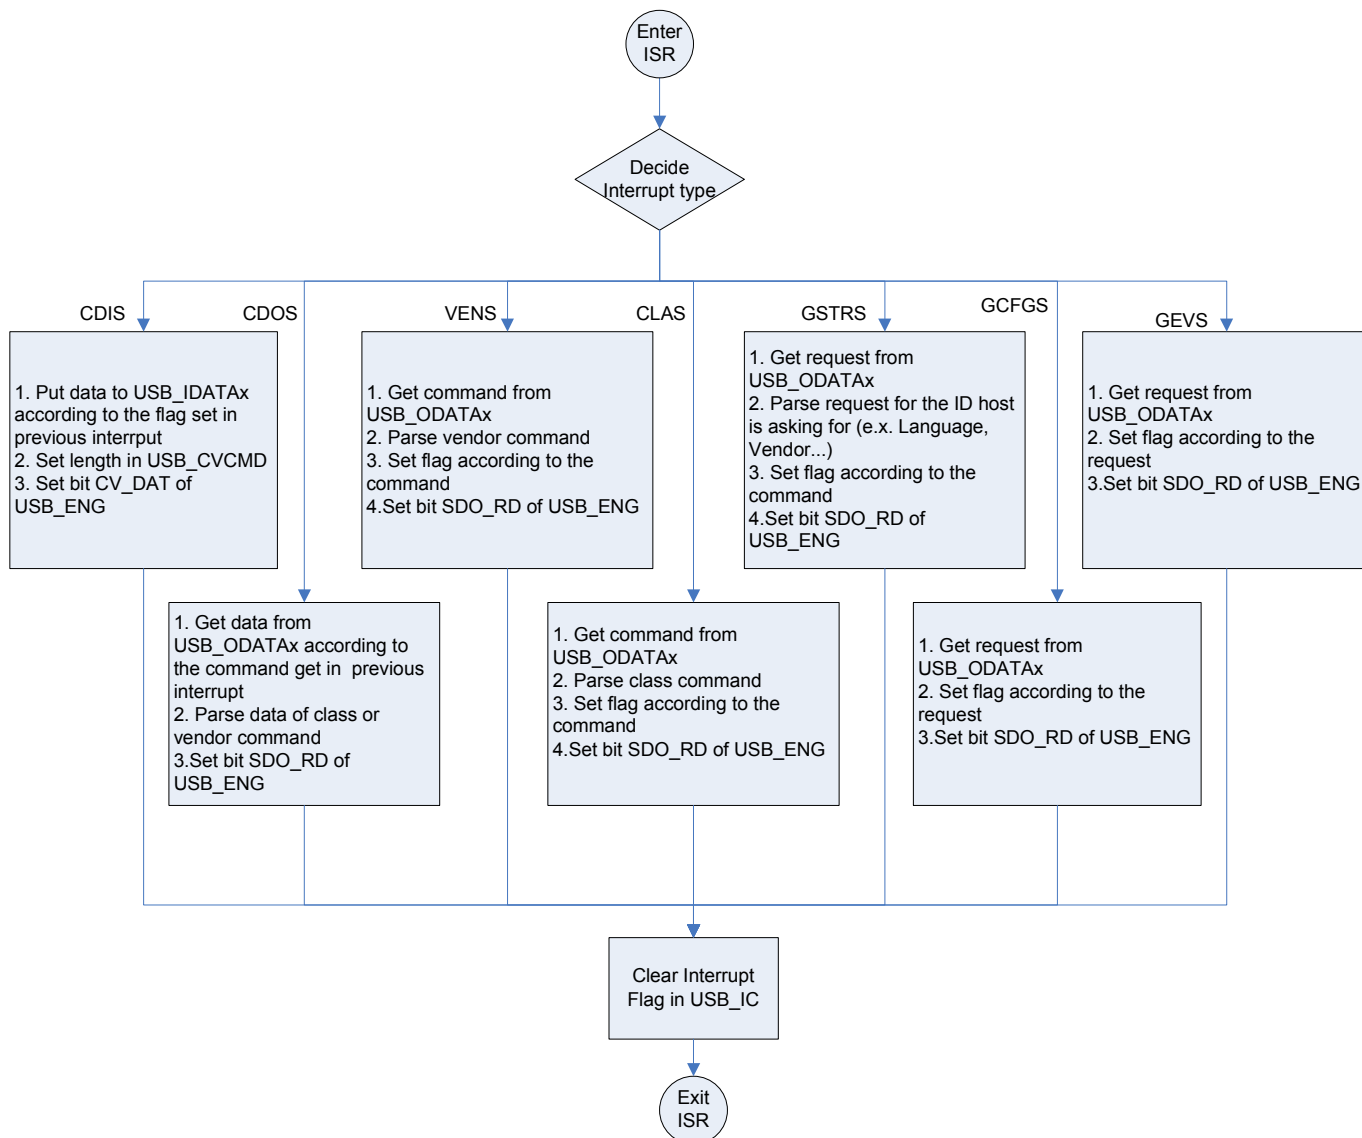 Enter
ISR
Decide
Interrupt type
CDIS
CDOS
VENS
CLAS
GSTRS
GCFGS
GEVS
1. Put data to USB_IDATAx
according to the flag set in
previous interrput
2. Set length in USB_CVCMD
3. Set bit CV_DAT of
USB_ENG
1. Get command from
USB_ODATAx
2. Parse vendor command
3. Set flag according to the
command
4.Set bit SDO_RD of USB_ENG
1. Get request from
USB_ODATAx
2. Parse request for the ID host
is asking for (e.x. Language,
Vendor...)
3. Set flag according to the
command
4.Set bit SDO_RD of
USB_ENG
1. Get request from
USB_ODATAx
2. Set flag according to the
request
3.Set bit SDO_RD of USB_ENG
1. Get data from
USB_ODATAx according to
the command get in  previous
interrupt
2. Parse data of class or
vendor command
3.Set bit SDO_RD of
USB_ENG
1. Get command from
USB_ODATAx
2. Parse class command
3. Set flag according to the
command
4.Set bit SDO_RD of USB_ENG
1. Get request from
USB_ODATAx
2. Set flag according to the
request
3.Set bit SDO_RD of USB_ENG
Clear Interrupt
Flag in USB_IC
Exit
ISR